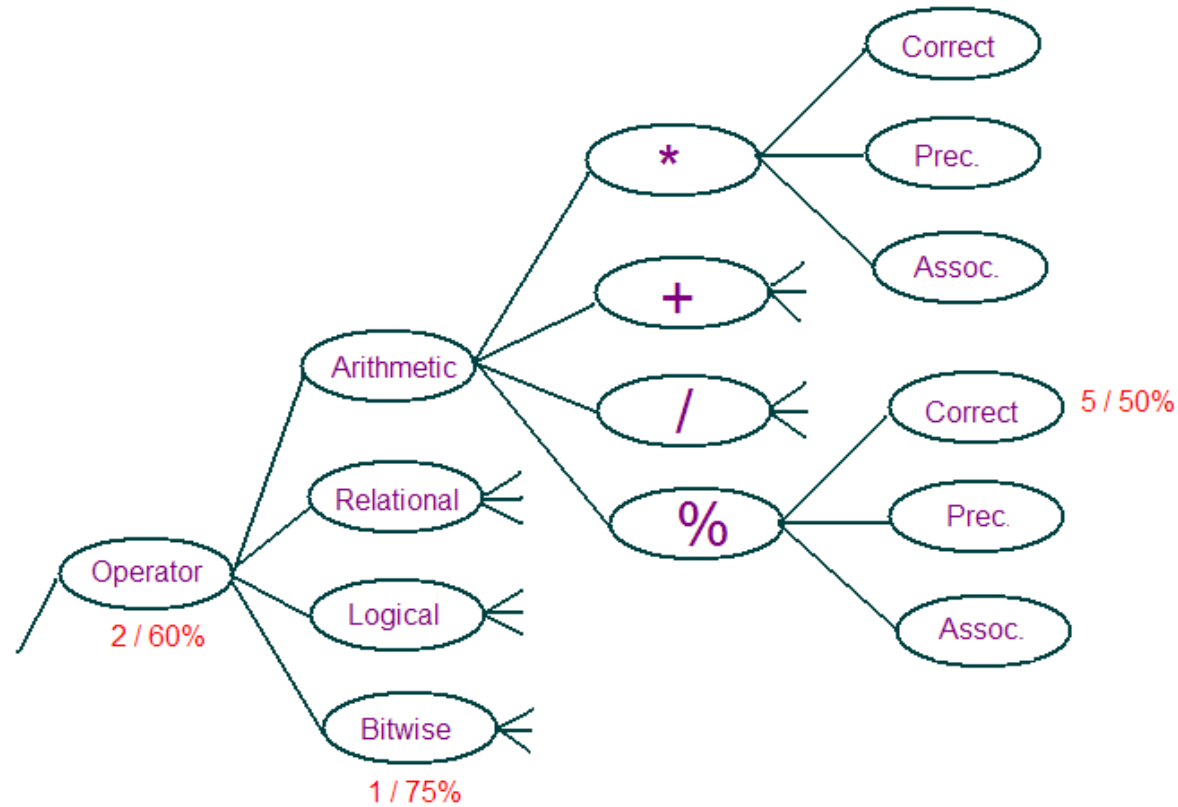 Correct
*
Prec.
Assoc.
+
Arithmetic
/
Correct 5 / 50%
Relational
%
Prec.
Operator
2 / 60%
Logical
Assoc.
Bitwise
1 / 75%